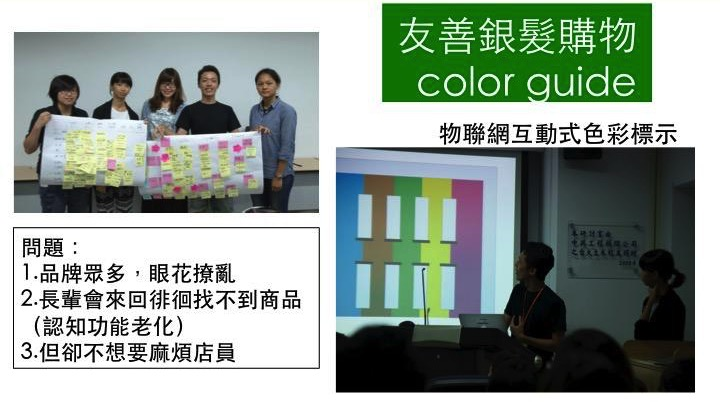 友善銀髮購物
color guide
物聯網互動式色彩標示
問題：
1.品牌眾多，眼花撩亂
2.長輩會來回徘徊找不到商品
（認知功能老化）
3.但卻不想要麻煩店員